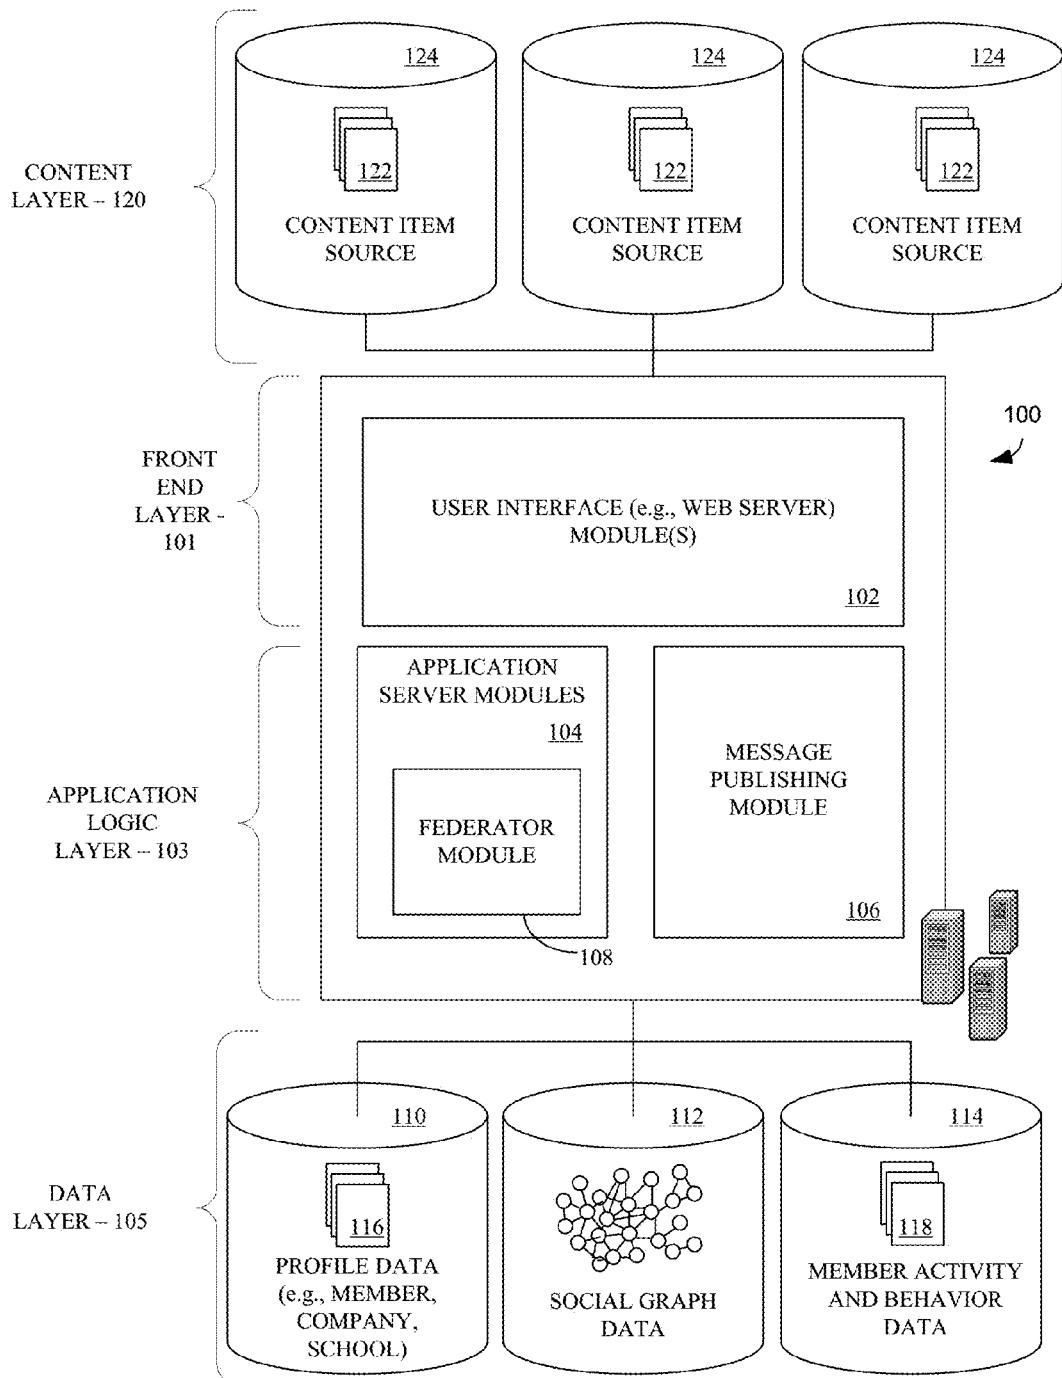 124
124
124
122
122
122
CONTENT
LAYER – 120
CONTENT ITEM
SOURCE
CONTENT ITEM
SOURCE
CONTENT ITEM
SOURCE
100
FRONT
END
LAYER -
101
USER INTERFACE (e.g., WEB SERVER)
MODULE(S)
102
APPLICATION
SERVER MODULES
104
FEDERATOR
MODULE
108
MESSAGE
PUBLISHING
MODULE
106
APPLICATION
LOGIC
LAYER – 103
110
112
114
116
118
DATA
LAYER – 105
PROFILE DATA
(e.g., MEMBER,
COMPANY,
SCHOOL)
SOCIAL GRAPH
DATA
MEMBER ACTIVITY
AND BEHAVIOR
DATA